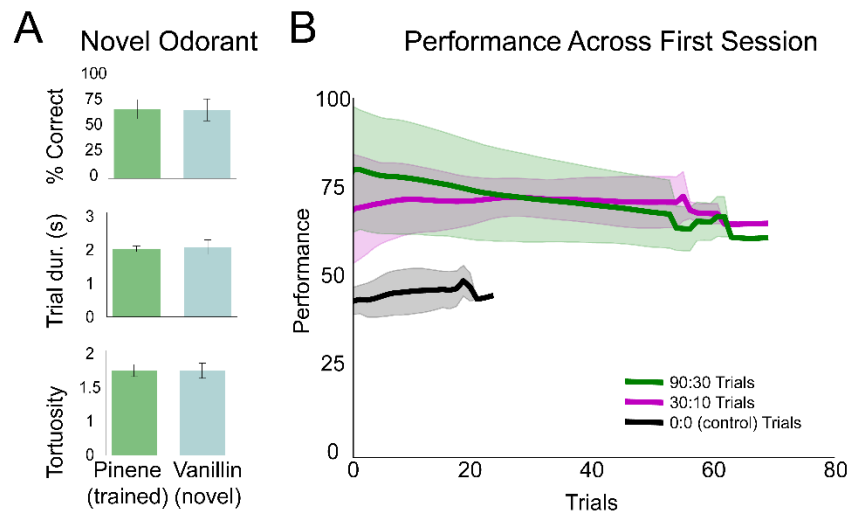 A
Novel Odorant
% Correct
100
75
50
25
0
Trial dur. (s)
3
2
1
0
Tortuosity
2
1.5
1
0
Pinene Vanillin
(trained) (novel)
B
Performance Across First Session
Performance
100
75
50
25
0
0 20 40 60 80
Trials
90:30 Trials
30:10 Trials
0:0 (control) Trials